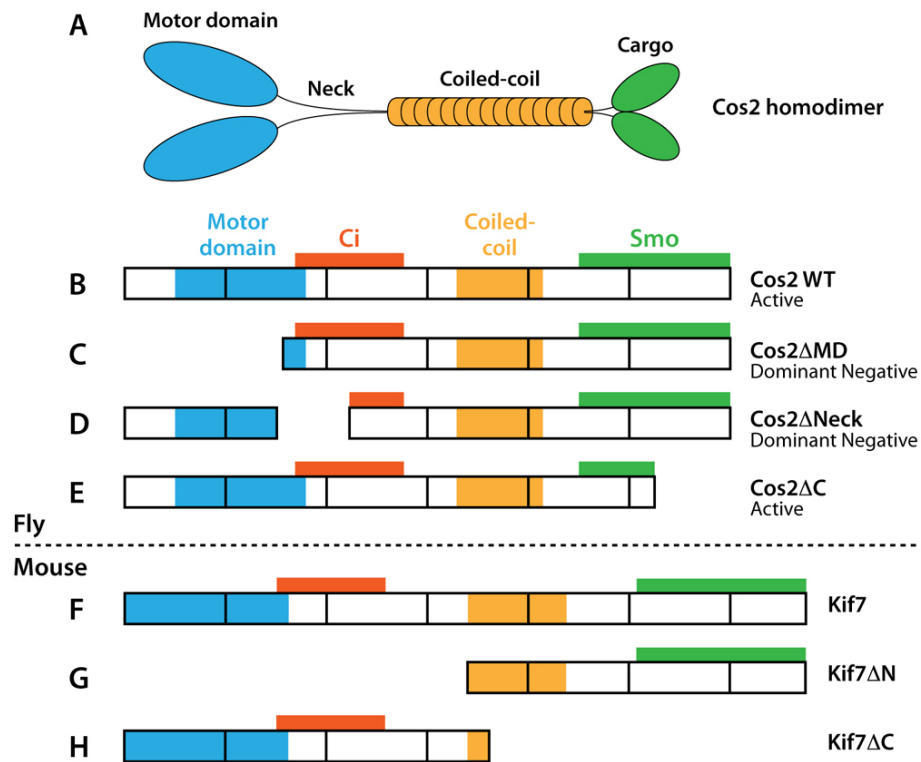 A
Motor domain
Neck
Coiled-coil
Cargo
Cos2 homodimer
Motor
domain
Ci
Coiled-
coil
Smo
B
Cos2 WT
Active
C
Cos2ΔMD
Dominant Negative
D
Cos2ΔNeck
Dominant Negative
E
Cos2ΔC
Active
Fly
Mouse
F
Kif7
G
Kif7ΔN
H
Kif7ΔC